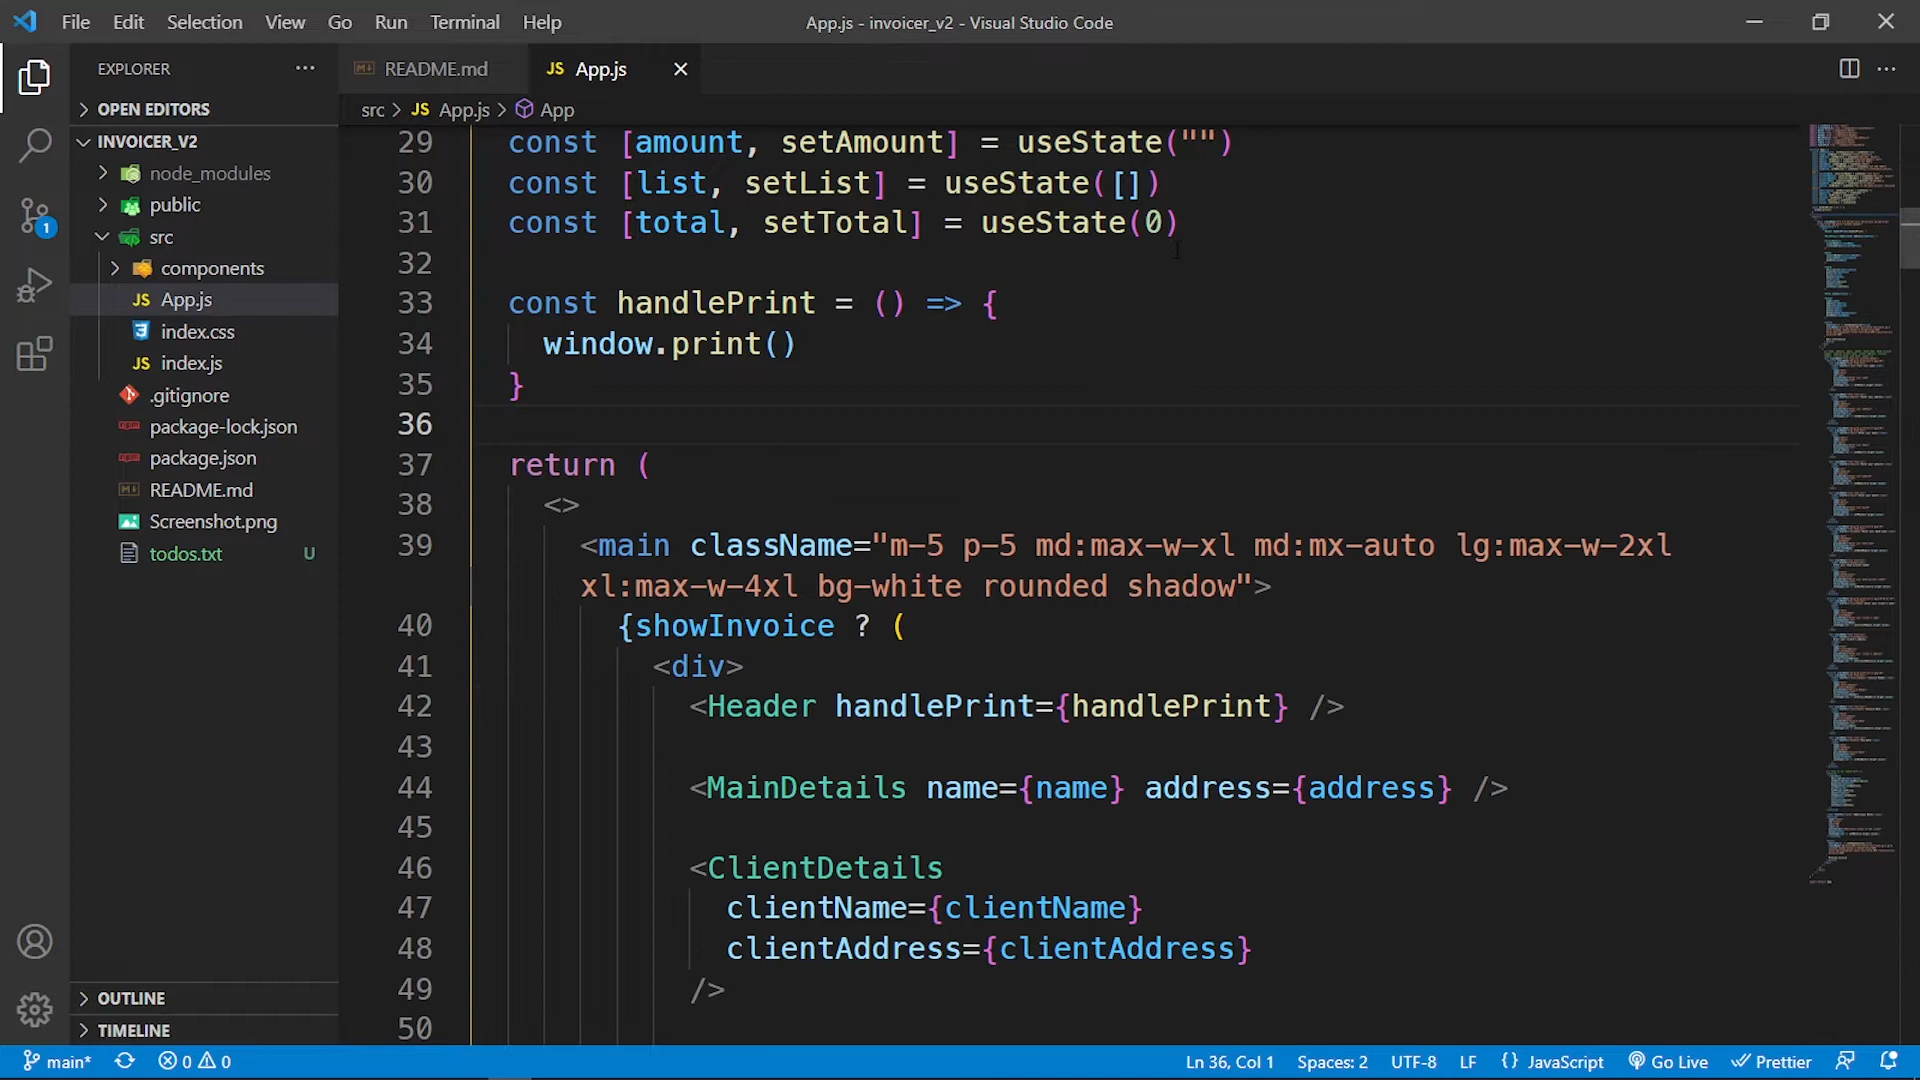 File Edit Selection View Go Run Terminal Help
App.js - invoicer_v2 - Visual Studio Code
EXPLORER
OPEN EDITORS
INVOICER_V2
node_modules
public
src
components
JS App.js
index.css
JS index.js
.gitignore
package-lock.json
package.json
README.md
Screenshot.png
todos.txt U
OUTLINE
TIMELINE
1
README.md
JS App.js
src > JS App.js > App
29 const [amount, setAmount] = useState("")
30 const [list, setList] = useState([])
31 const [total, setTotal] = useState(0)
32
33 const handlePrint = () => {
34 window.print()
35 }
36
37 return (
38 <>
39 <main className="m-5 p-5 md:max-w-xl md:mx-auto lg:max-w-2xl
xl:max-w-4xl bg-white rounded shadow">
40 {showInvoice ? (
41 <div>
42 <Header handlePrint={handlePrint} />
43
44 <MainDetails name={name} address={address} />
45
46 <ClientDetails
47 clientName={clientName}
48 clientAddress={clientAddress}
49 />
50
main* 0 0
Ln 36, Col 1 Spaces: 2 UTF-8 LF {} JavaScript Go Live Prettier